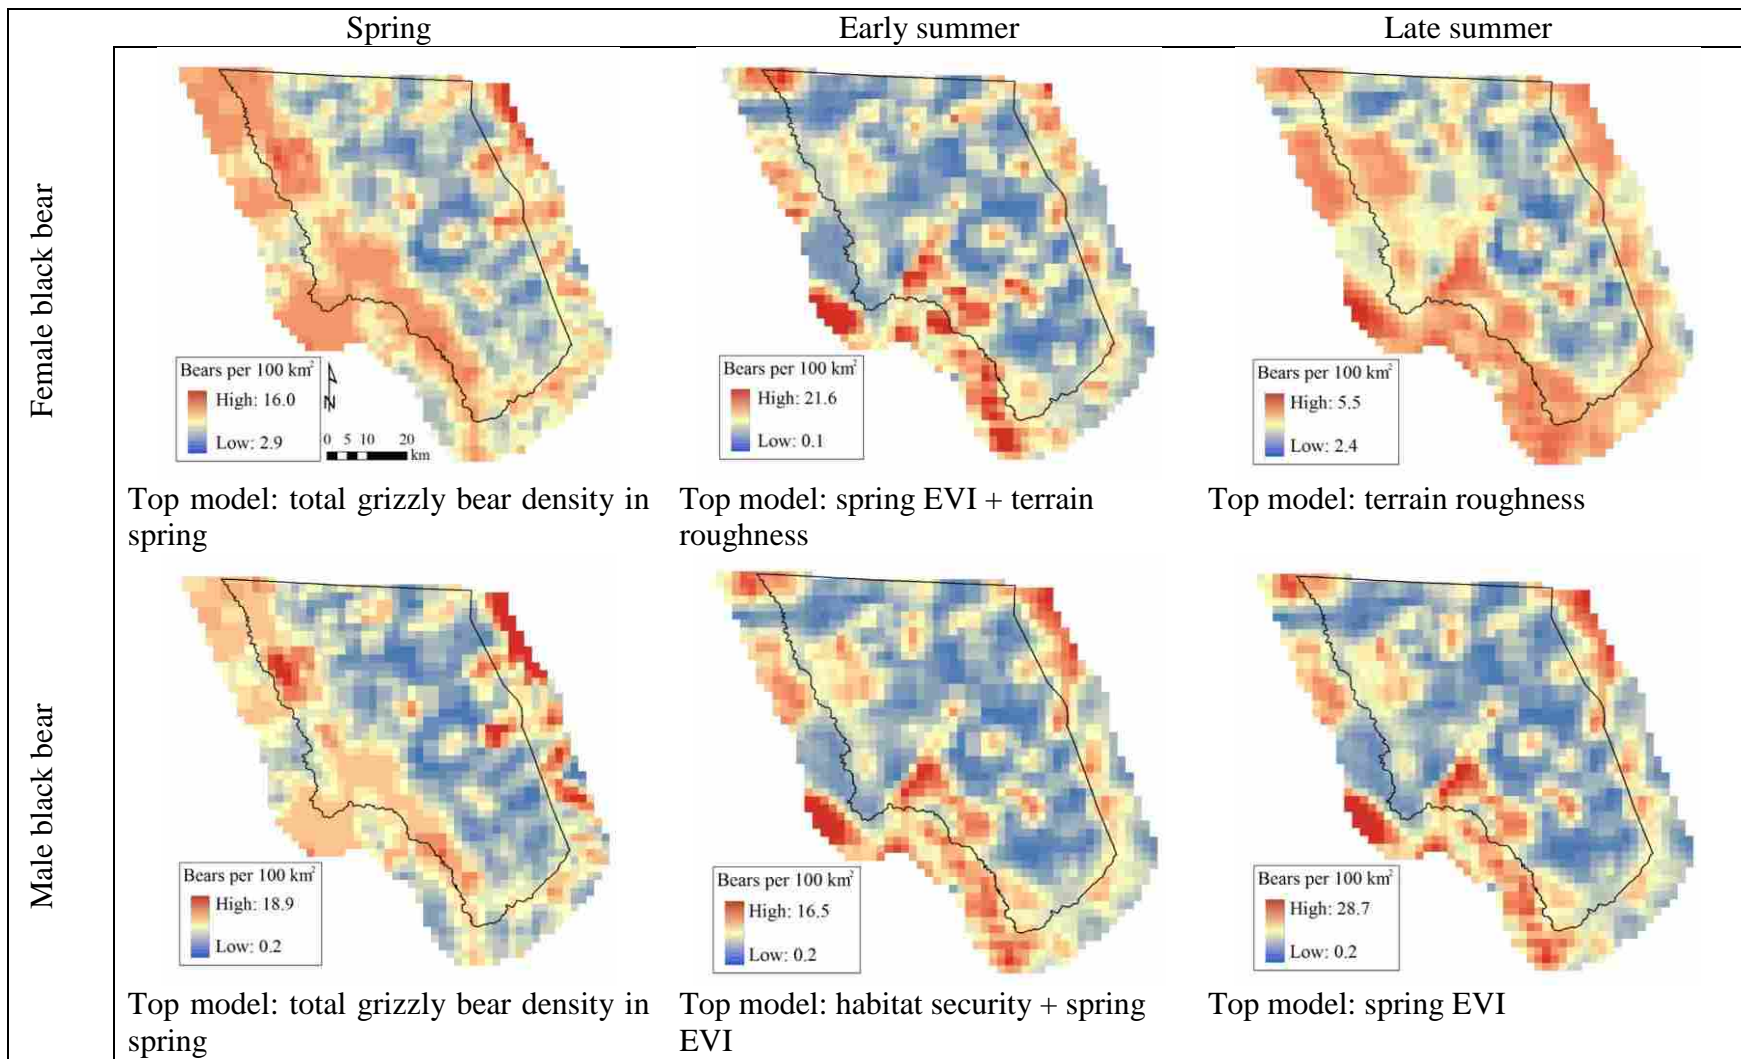 Spring
Early summer
Late summer
Female black bear
Bears per 100 km²
High: 16.0
Low: 2.9
N
0 5 10 20
km
Top model: total grizzly bear density in
spring
Bears per 100 km²
High: 21.6
Low: 0.1
Top model: spring EVI + terrain
roughness
Bears per 100 km²
High: 5.5
Low: 2.4
Top model: terrain roughness
Male black bear
Bears per 100 km²
High: 18.9
Low: 0.2
Top model: total grizzly bear density in
spring
Bears per 100 km²
High: 16.5
Low: 0.2
Top model: habitat security + spring
EVI
Bears per 100 km²
High: 28.7
Low: 0.2
Top model: spring EVI